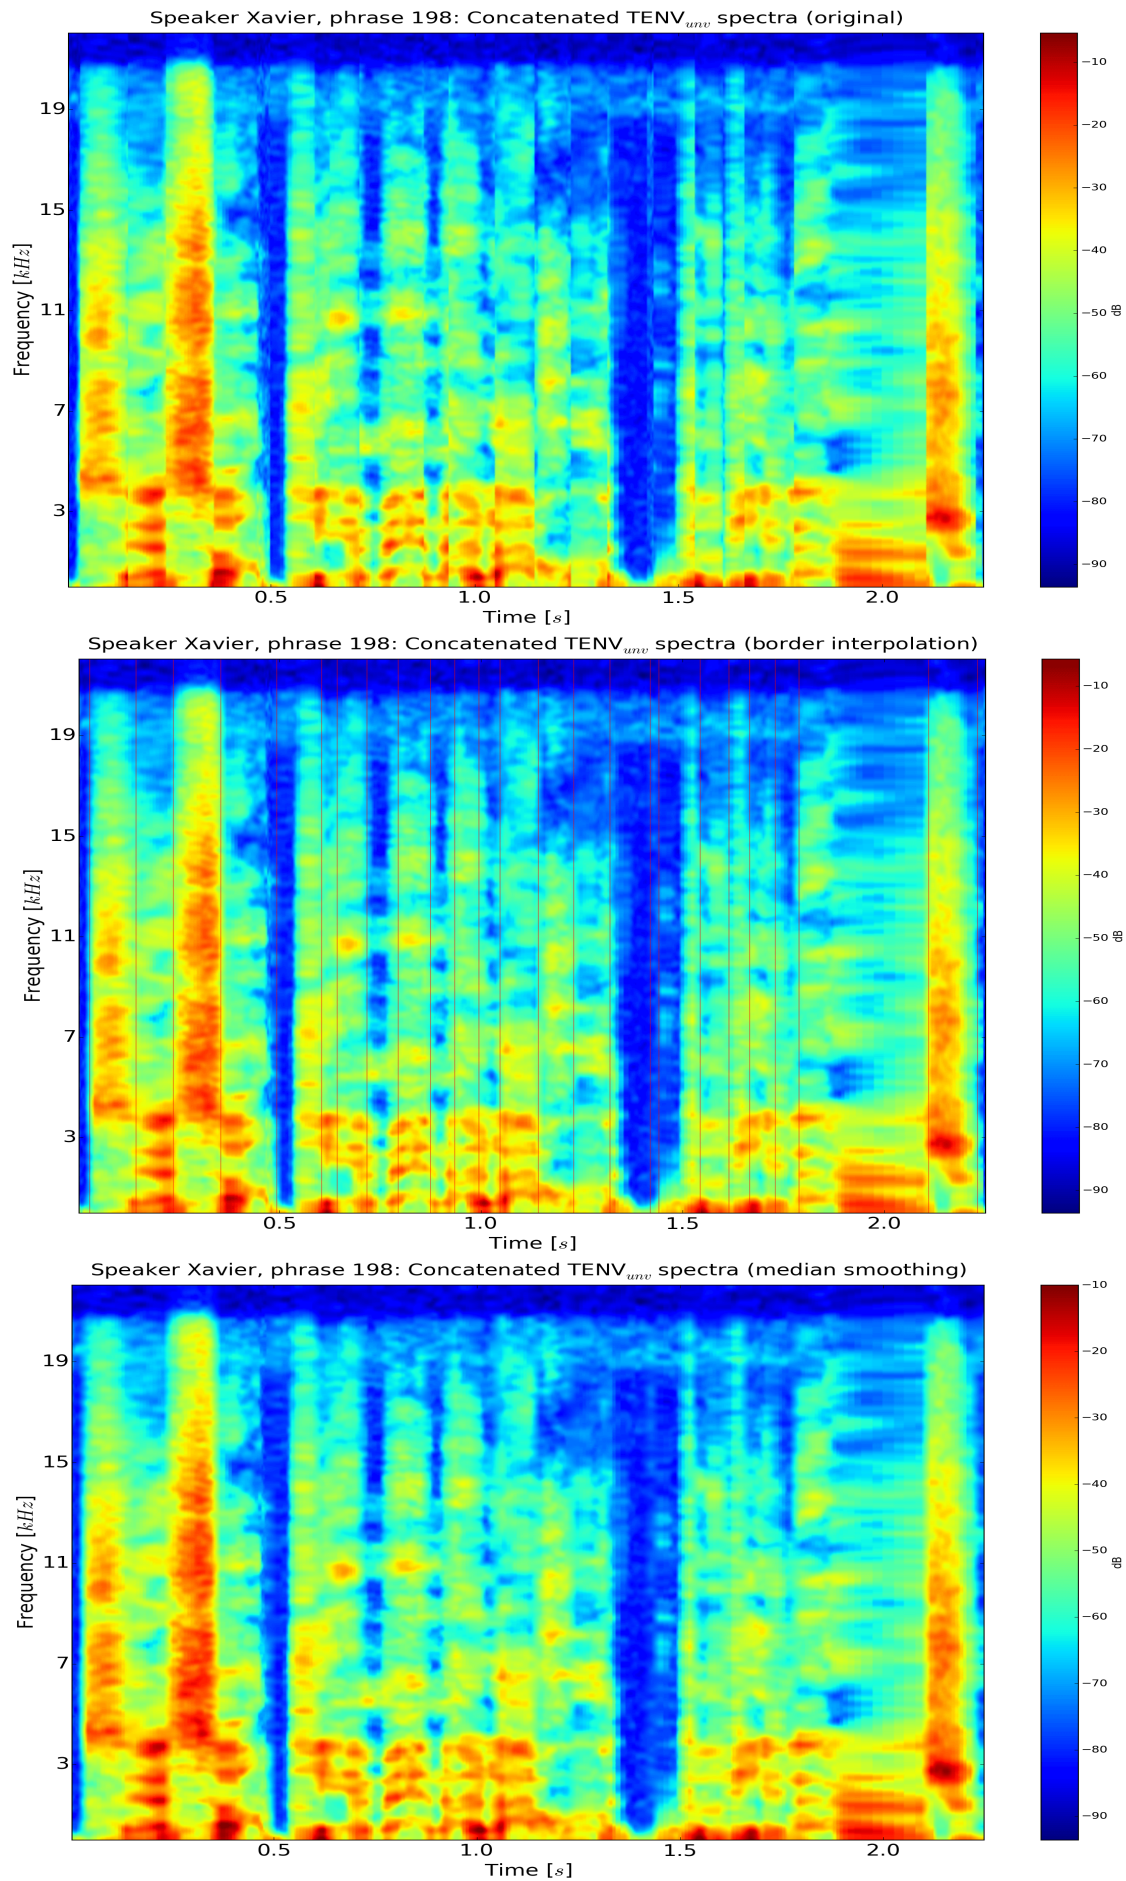 Speaker Xavier, phrase 198: Concatenated TENVunv spectra (original)
Frequency [kHz]
19
15
11
7
3
0.5 1.0 1.5 2.0
Time [s]
−10
−20
−30
−40
−50
−60
−70
−80
−90
dB
Speaker Xavier, phrase 198: Concatenated TENVunv spectra (border interpolation)
Frequency [kHz]
19
15
11
7
3
0.5 1.0 1.5 2.0
Time [s]
−10
−20
−30
−40
−50
−60
−70
−80
−90
dB
Speaker Xavier, phrase 198: Concatenated TENVunv spectra (median smoothing)
Frequency [kHz]
19
15
11
7
3
0.5 1.0 1.5 2.0
Time [s]
−10
−20
−30
−40
−50
−60
−70
−80
−90
dB